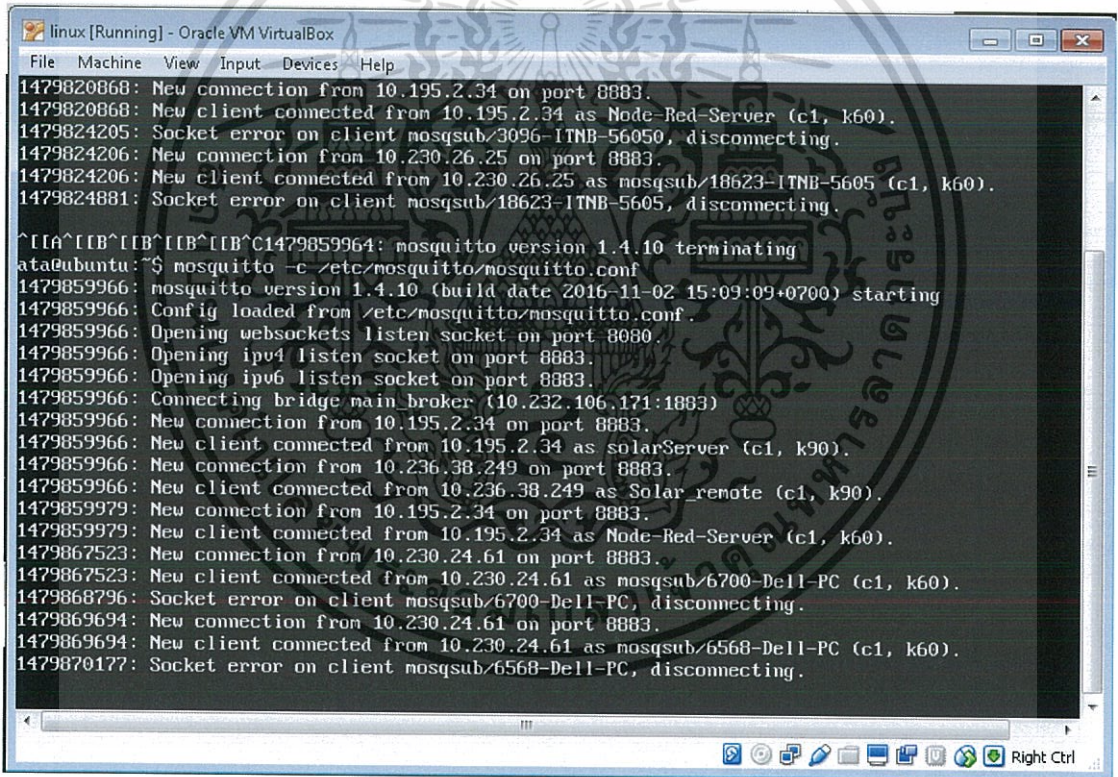 linux [Running] - Oracle VM VirtualBox
File Machine View Input Devices Help
1479820868: New connection from 10.195.2.34 on port 8883.
1479820868: New client connected from 10.195.2.34 as Node-Red-Server (c1, k60).
1479824205: Socket error on client mosqsub/3096-ITNB-56050, disconnecting.
1479824206: New connection from 10.230.26.25 on port 8883.
1479824206: New client connected from 10.230.26.25 as mosqsub/18623-ITNB-5605 (c1, k60).
1479824881: Socket error on client mosqsub/18623-ITNB-5605, disconnecting.
^[[A^[[B^[[B^[[B^[[B^C1479859964: mosquitto version 1.4.10 terminating
ata@ubuntu:~$ mosquitto -c /etc/mosquitto/mosquitto.conf
1479859966: mosquitto version 1.4.10 (build date 2016-11-02 15:09:09+0700) starting
1479859966: Config loaded from /etc/mosquitto/mosquitto.conf.
1479859966: Opening websockets listen socket on port 8080.
1479859966: Opening ipv4 listen socket on port 8883.
1479859966: Opening ipv6 listen socket on port 8883.
1479859966: Connecting bridge main_broker (10.232.106.171:1883)
1479859966: New connection from 10.195.2.34 on port 8883.
1479859966: New client connected from 10.195.2.34 as solarServer (c1, k90).
1479859966: New connection from 10.236.38.249 on port 8883.
1479859966: New client connected from 10.236.38.249 as Solar_remote (c1, k90).
1479859979: New connection from 10.195.2.34 on port 8883.
1479859979: New client connected from 10.195.2.34 as Node-Red-Server (c1, k60).
1479867523: New connection from 10.230.24.61 on port 8883.
1479867523: New client connected from 10.230.24.61 as mosqsub/6700-Dell-PC (c1, k60).
1479868796: Socket error on client mosqsub/6700-Dell-PC, disconnecting.
1479869694: New connection from 10.230.24.61 on port 8883.
1479869694: New client connected from 10.230.24.61 as mosqsub/6568-Dell-PC (c1, k60).
1479870177: Socket error on client mosqsub/6568-Dell-PC, disconnecting.
Right Ctrl